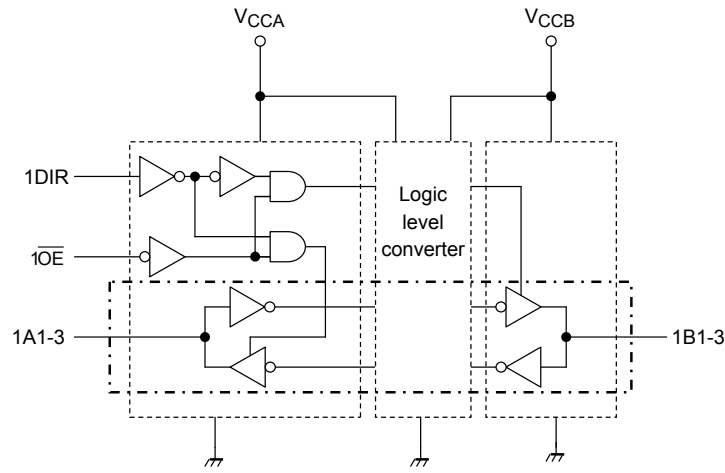 VCCA
VCCB
1DIR
Logic
level
converter
1OE
1A1-3
1B1-3